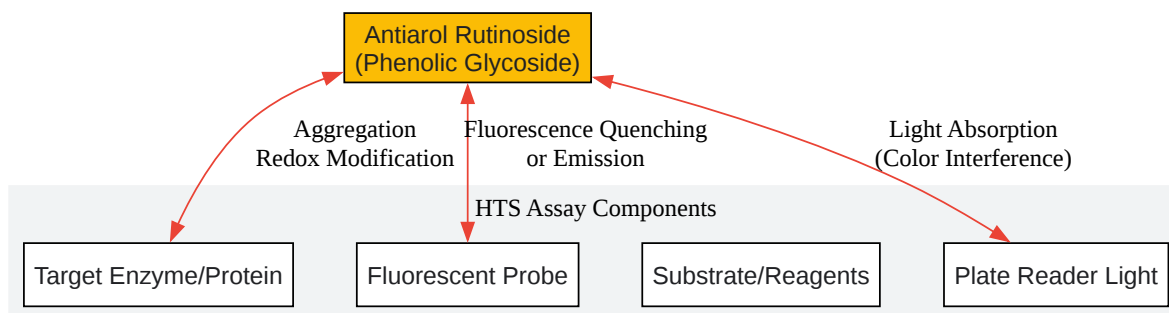 Antiarol Rutinoside
(Phenolic Glycoside)
Aggregation
Redox Modification
Fluorescence Quenching
or Emission
Light Absorption
(Color Interference)
HTS Assay Components
Target Enzyme/Protein
Fluorescent Probe
Substrate/Reagents
Plate Reader Light